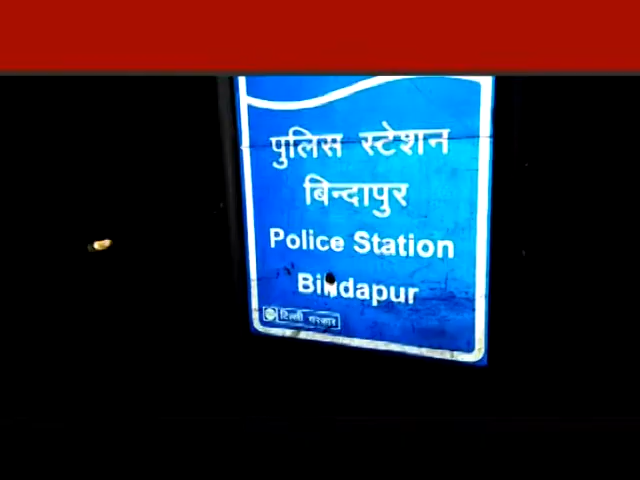 पुलिस स्टेशन
बिन्दापुर
Police Station
Bindapur
दिल्ली सरकार